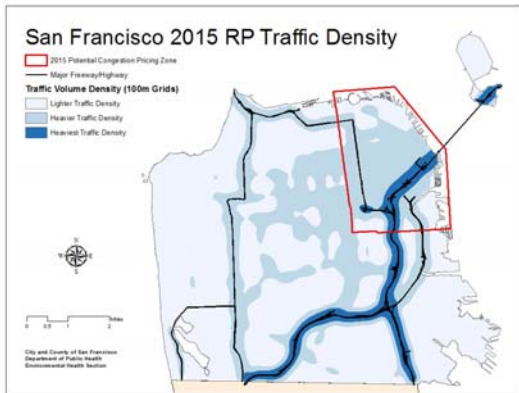 San Francisco 2015 RP Traffic Density
2015 Potential Congestion Pricing Zone
Major Freeway/Highway
Traffic Volume Density (100m Grids)
Lighter Traffic Density
Heavier Traffic Density
Heaviest Traffic Density
N
W E
S
0 0.5 1 2
Miles
City and County of San Francisco
Department of Public Health
Environmental Health Section